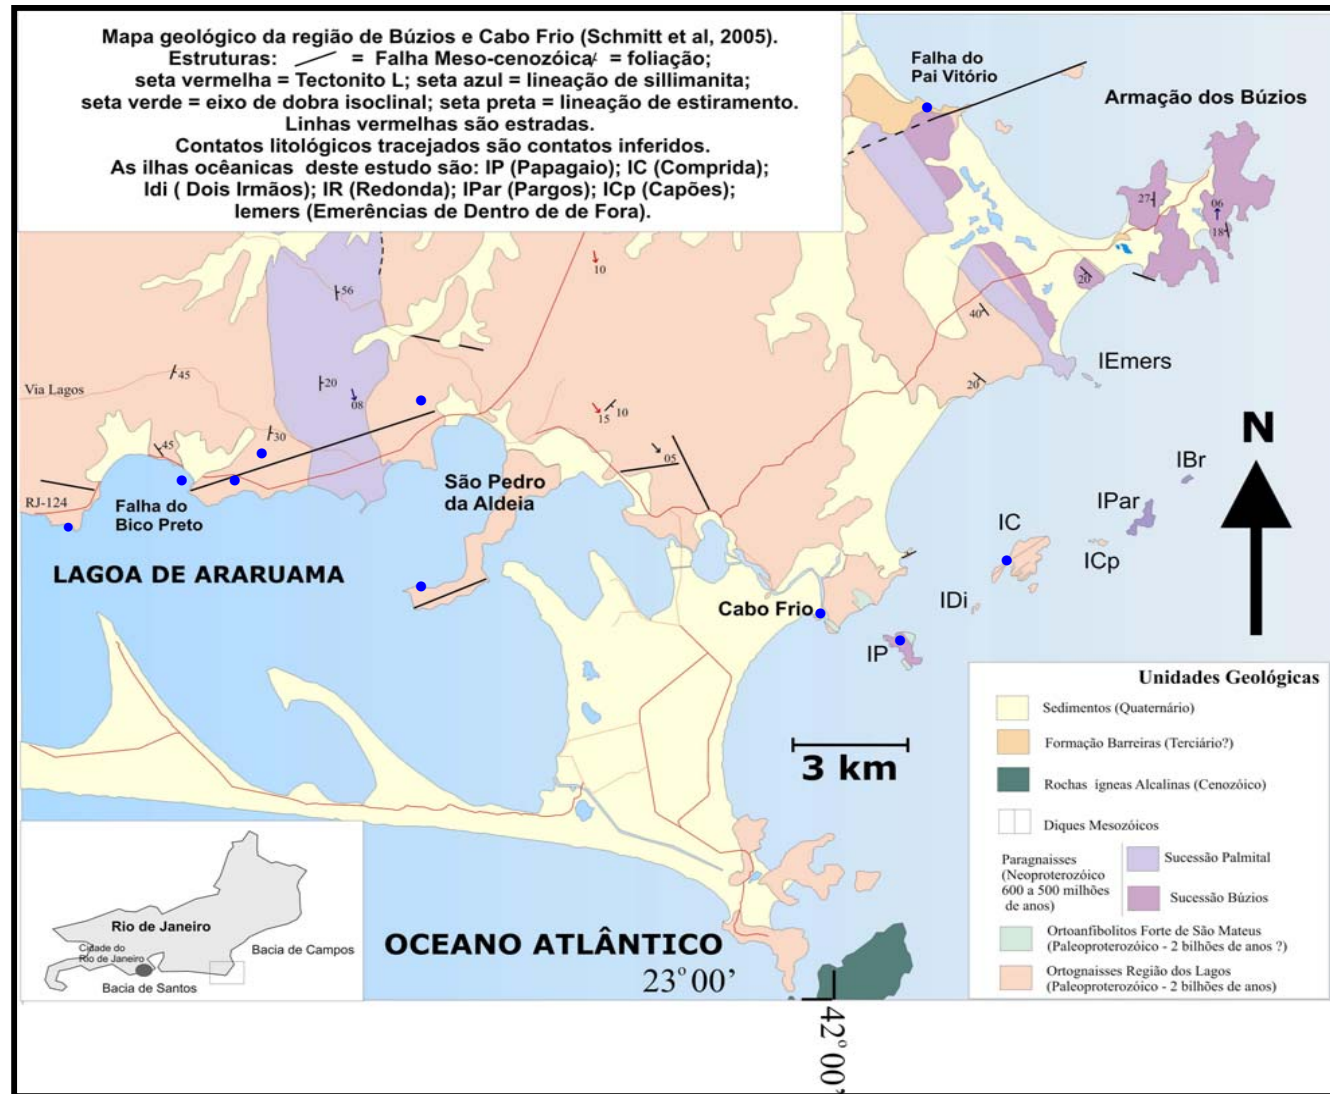 Mapa geológico da região de Búzios e Cabo Frio (Schmitt et al, 2005).
Estruturas: = Falha Meso-cenozóica = foliação;
seta vermelha = Tectonito L; seta azul = lineação de sillimanita;
seta verde = eixo de dobra isoclinal; seta preta = lineação de estiramento.
Linhas vermelhas são estradas.
Contatos litológicos tracejados são contatos inferidos.
As ilhas ocêanicas deste estudo são: IP (Papagaio); IC (Comprida);
Idi ( Dois Irmãos); IR (Redonda); IPar (Pargos); ICp (Capões);
Iemers (Emerências de Dentro de de Fora).
Falha do
Pai Vitório
Armação dos Búzios
27
06
18
20
10
56
40
IEmers
Via Lagos
45
20
08
20
15
10
30
45
05
N
São Pedro
da Aldeia
IBr
RJ-124
Falha do
Bico Preto
IPar
IC
ICp
LAGOA DE ARARUAMA
IDi
Cabo Frio
IP
3 km
Unidades Geológicas
Sedimentos (Quaternário)
Formação Barreiras (Terciário?)
Rochas igneas Alcalinas (Cenozóico)
Diques Mesozóicos
Paragnaisses
(Neoproterozóico
600 a 500 milhões
de anos)
Sucessão Palmital
Sucessão Búzios
Ortoanfibolitos Forte de São Mateus
(Paleoproterozóico - 2 bilhões de anos ?)
Ortognaisses Região dos Lagos
(Paleoproterozóico - 2 bilhões de anos)
Rio de Janeiro
Cidade do
Rio de Janeiro
Bacia de Campos
Bacia de Santos
OCEANO ATLÂNTICO
23°00'
42°00'